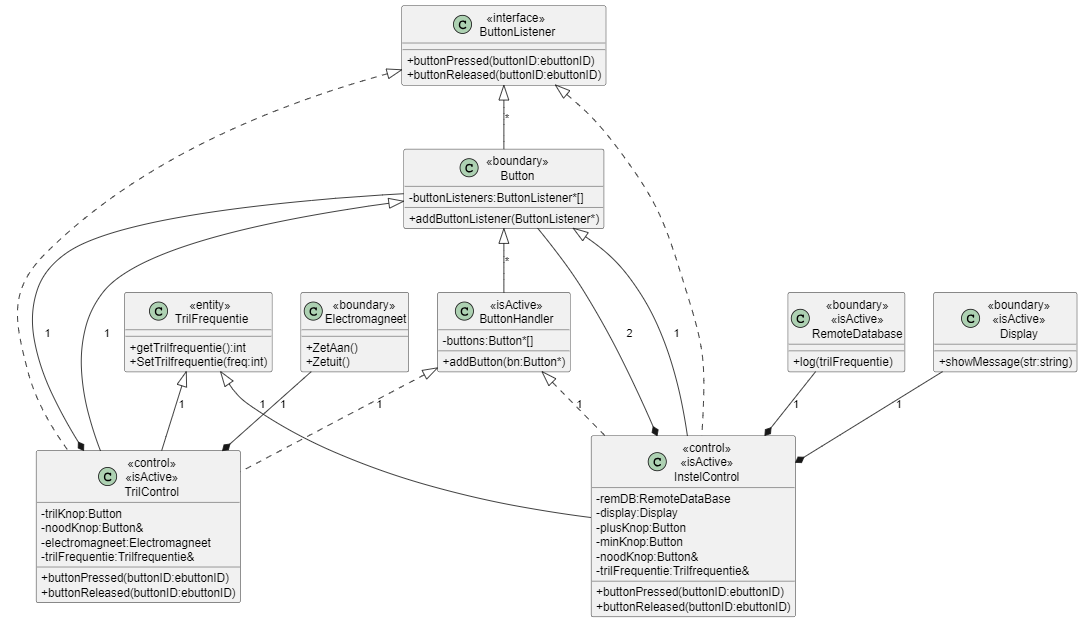 C
«interface»
ButtonListener
+buttonPressed(buttonID:ebuttonID)
+buttonReleased(buttonID:ebuttonID)
*
C
«boundary»
Button
-buttonListeners:ButtonListener*[]
+addButtonListener(ButtonListener*)
*
C
«entity»
TrilFrequentie
+getTrilfrequentie():int
+SetTrilfrequentie(freq:int)
C
«boundary»
Electromagneet
+ZetAan()
+Zetuit()
C
«isActive»
ButtonHandler
-buttons:Button*[]
+addButton(bn:Button*)
C
«boundary»
«isActive»
RemoteDatabase
+log(trilFrequentie)
C
«boundary»
«isActive»
Display
+showMessage(str:string)
1
1
2
1
1
1
1
1
1
1
1
C
«control»
«isActive»
TrilControl
-trilKnop:Button
-noodKnop:Button&
-electromagneet:Electromagneet
-trilFrequentie:Trilfrequentie&
+buttonPressed(buttonID:ebuttonID)
+buttonReleased(buttonID:ebuttonID)
C
«control»
«isActive»
InstelControl
-remDB:RemoteDataBase
-display:Display
-plusKnop:Button
-minKnop:Button
-noodKnop:Button&
-trilFrequentie:Trilfrequentie&
+buttonPressed(buttonID:ebuttonID)
+buttonReleased(buttonID:ebuttonID)